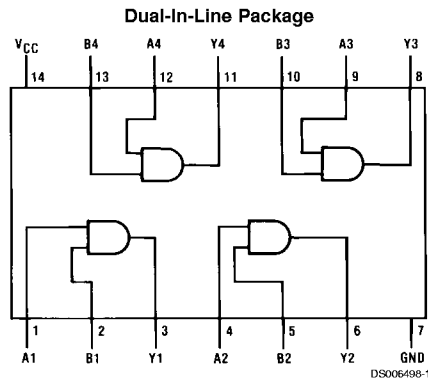 Dual-In-Line Package
VCC B4 A4 Y4 B3 A3 Y3
14 13 12 11 10 9 8
1 2 3 4 5 6 7
A1 B1 Y1 A2 B2 Y2 GND
DS006498-1